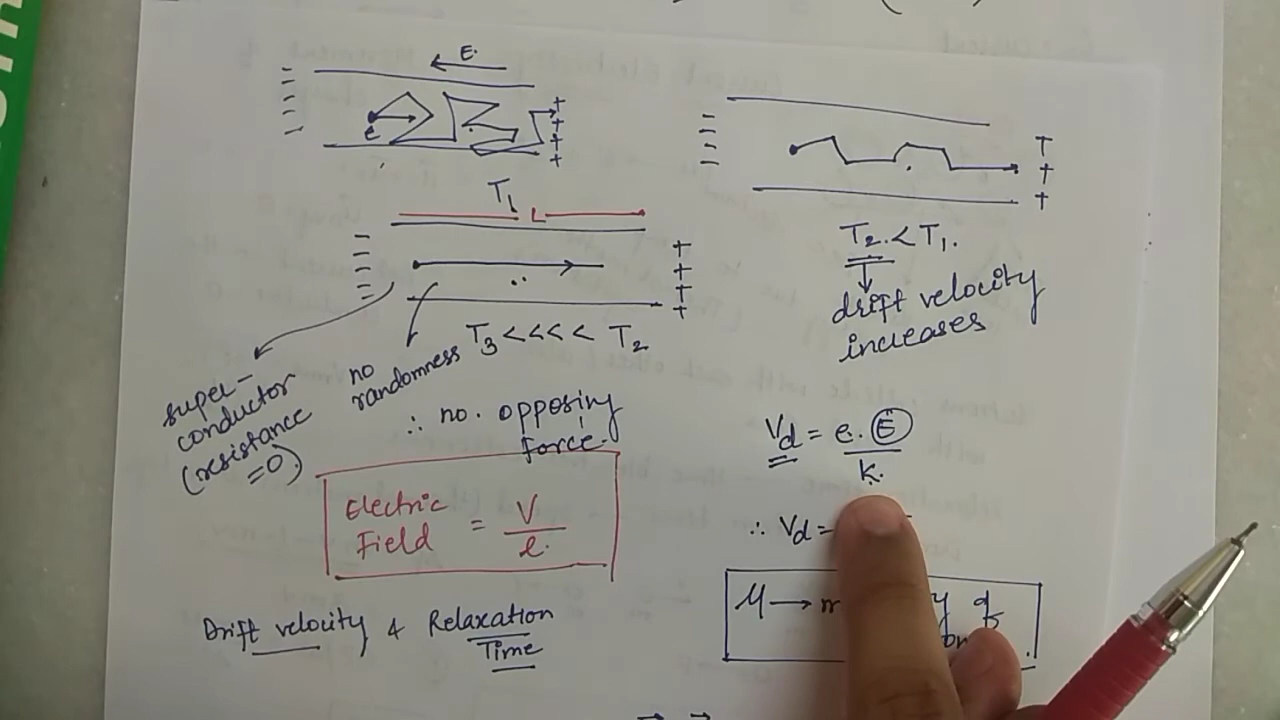 E.
e
T1
L
T3 <<<< T2
T2. < T1.
drift velocity
increases
super-
conductor
(resistance
=0)
no
randomness
∴ no. opposing
force.
Vd = e. E
k.
∴ Vd =
Electric
Field = V
l.
Drift velocity & Relaxation
Time
μ →